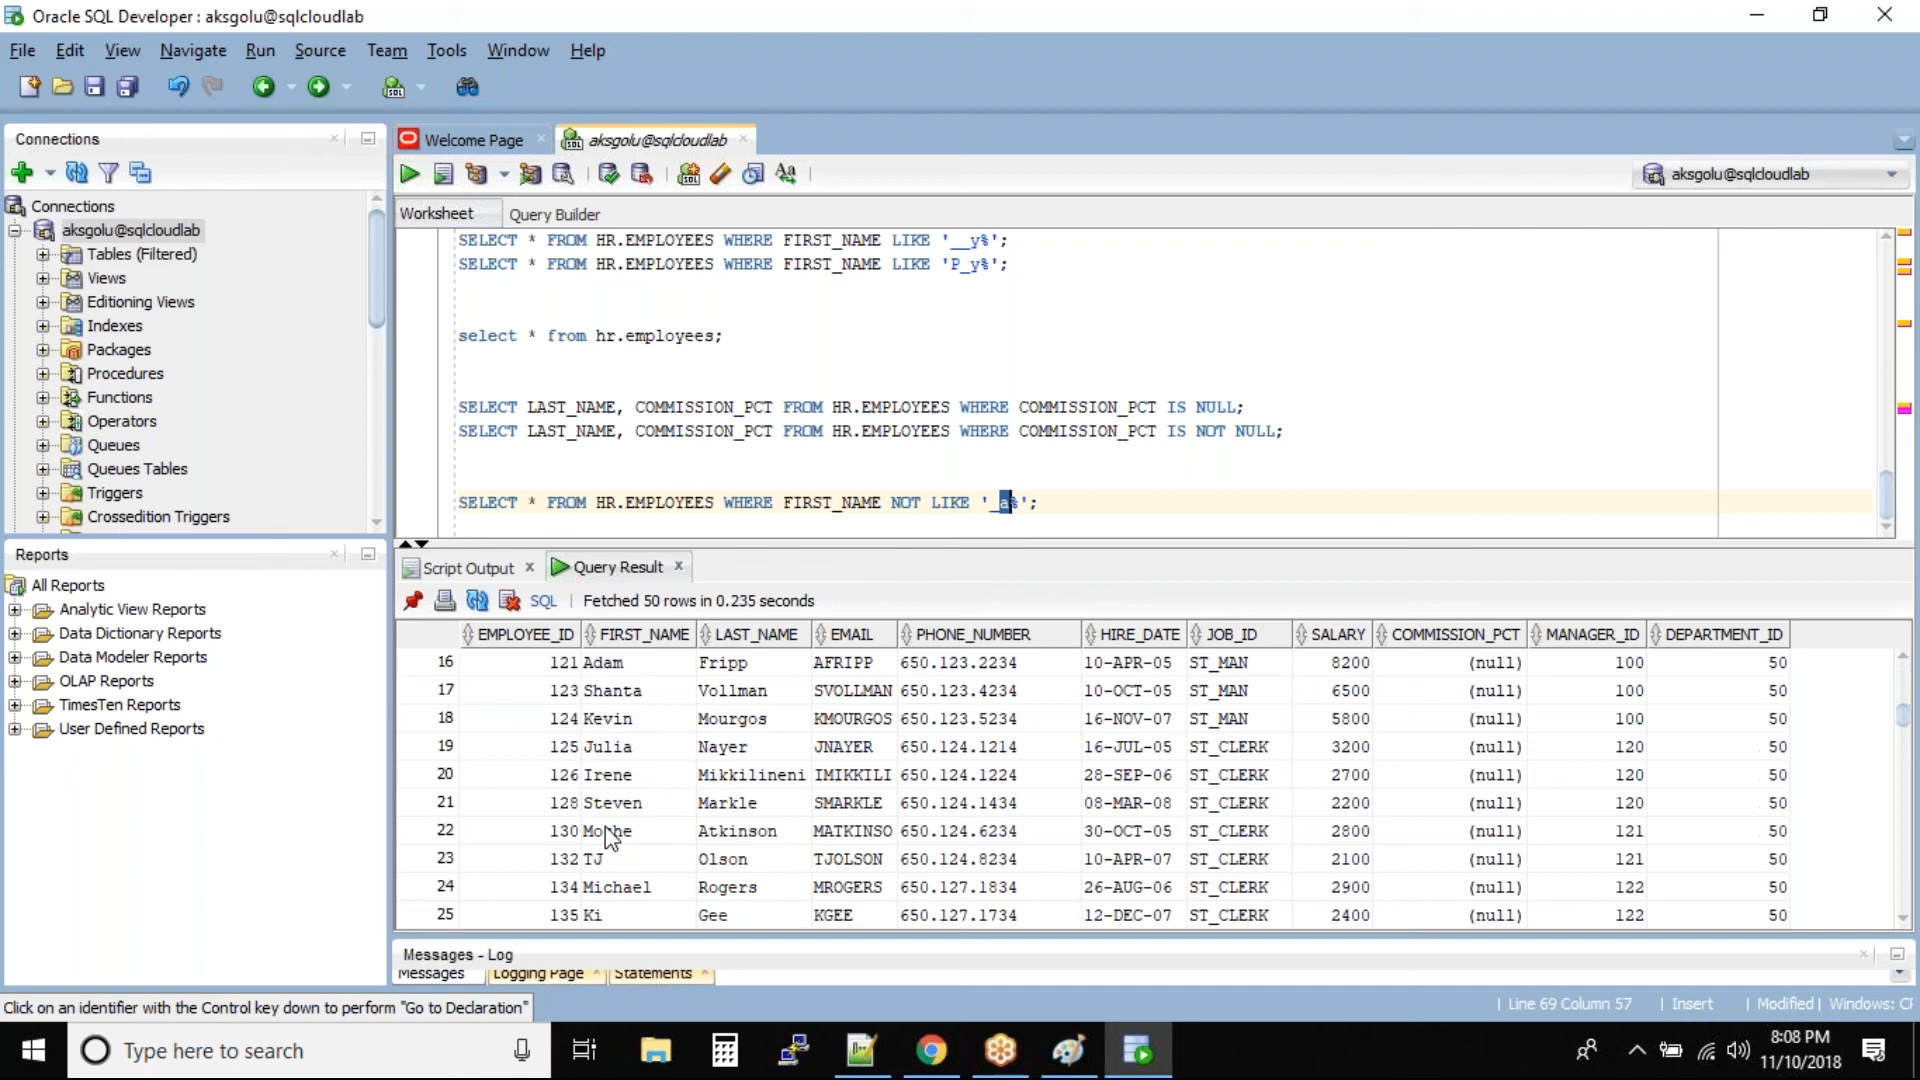 Oracle SQL Developer : aksgolu@sqlcloudlab
File Edit View Navigate Run Source Team Tools Window Help
Connections
Welcome Page
aksgolu@sqlcloudlab
aksgolu@sqlcloudlab
Worksheet Query Builder
Connections
aksgolu@sqlcloudlab
Tables (Filtered)
Views
Editioning Views
Indexes
Packages
Procedures
Functions
Operators
Queues
Queues Tables
Triggers
Crossedition Triggers
SELECT * FROM HR.EMPLOYEES WHERE FIRST_NAME LIKE '__y%';
SELECT * FROM HR.EMPLOYEES WHERE FIRST_NAME LIKE 'P_y%';
select * from hr.employees;
SELECT LAST_NAME, COMMISSION_PCT FROM HR.EMPLOYEES WHERE COMMISSION_PCT IS NULL;
SELECT LAST_NAME, COMMISSION_PCT FROM HR.EMPLOYEES WHERE COMMISSION_PCT IS NOT NULL;
SELECT * FROM HR.EMPLOYEES WHERE FIRST_NAME NOT LIKE '_a%';
Reports
All Reports
Analytic View Reports
Data Dictionary Reports
Data Modeler Reports
OLAP Reports
TimesTen Reports
User Defined Reports
Script Output Query Result
SQL Fetched 50 rows in 0.235 seconds
EMPLOYEE_ID FIRST_NAME LAST_NAME EMAIL PHONE_NUMBER HIRE_DATE JOB_ID SALARY COMMISSION_PCT MANAGER_ID DEPARTMENT_ID
16 121 Adam Fripp AFRIPP 650.123.2234 10-APR-05 ST_MAN 8200 (null) 100 50
17 123 Shanta Vollman SVOLLMAN 650.123.4234 10-OCT-05 ST_MAN 6500 (null) 100 50
18 124 Kevin Mourgos KMOURGOS 650.123.5234 16-NOV-07 ST_MAN 5800 (null) 100 50
19 125 Julia Nayer JNAYER 650.124.1214 16-JUL-05 ST_CLERK 3200 (null) 120 50
20 126 Irene Mikkilineni IMIKKILI 650.124.1224 28-SEP-06 ST_CLERK 2700 (null) 120 50
21 128 Steven Markle SMARKLE 650.124.1434 08-MAR-08 ST_CLERK 2200 (null) 120 50
22 130 Atkinson MATKINSO 650.124.6234 30-OCT-05 ST_CLERK 2800 (null) 121 50
23 132 TJ Olson TJOLSON 650.124.8234 10-APR-07 ST_CLERK 2100 (null) 121 50
24 134 Michael Rogers MROGERS 650.127.1834 26-AUG-06 ST_CLERK 2900 (null) 122 50
25 135 Ki Gee KGEE 650.127.1734 12-DEC-07 ST_CLERK 2400 (null) 122 50
Messages - Log
Messages Logging Page Statements
Click on an identifier with the Control key down to perform "Go to Declaration"
Line 69 Column 57 Insert Modified Windows:
Type here to search
8:08 PM
11/10/2018